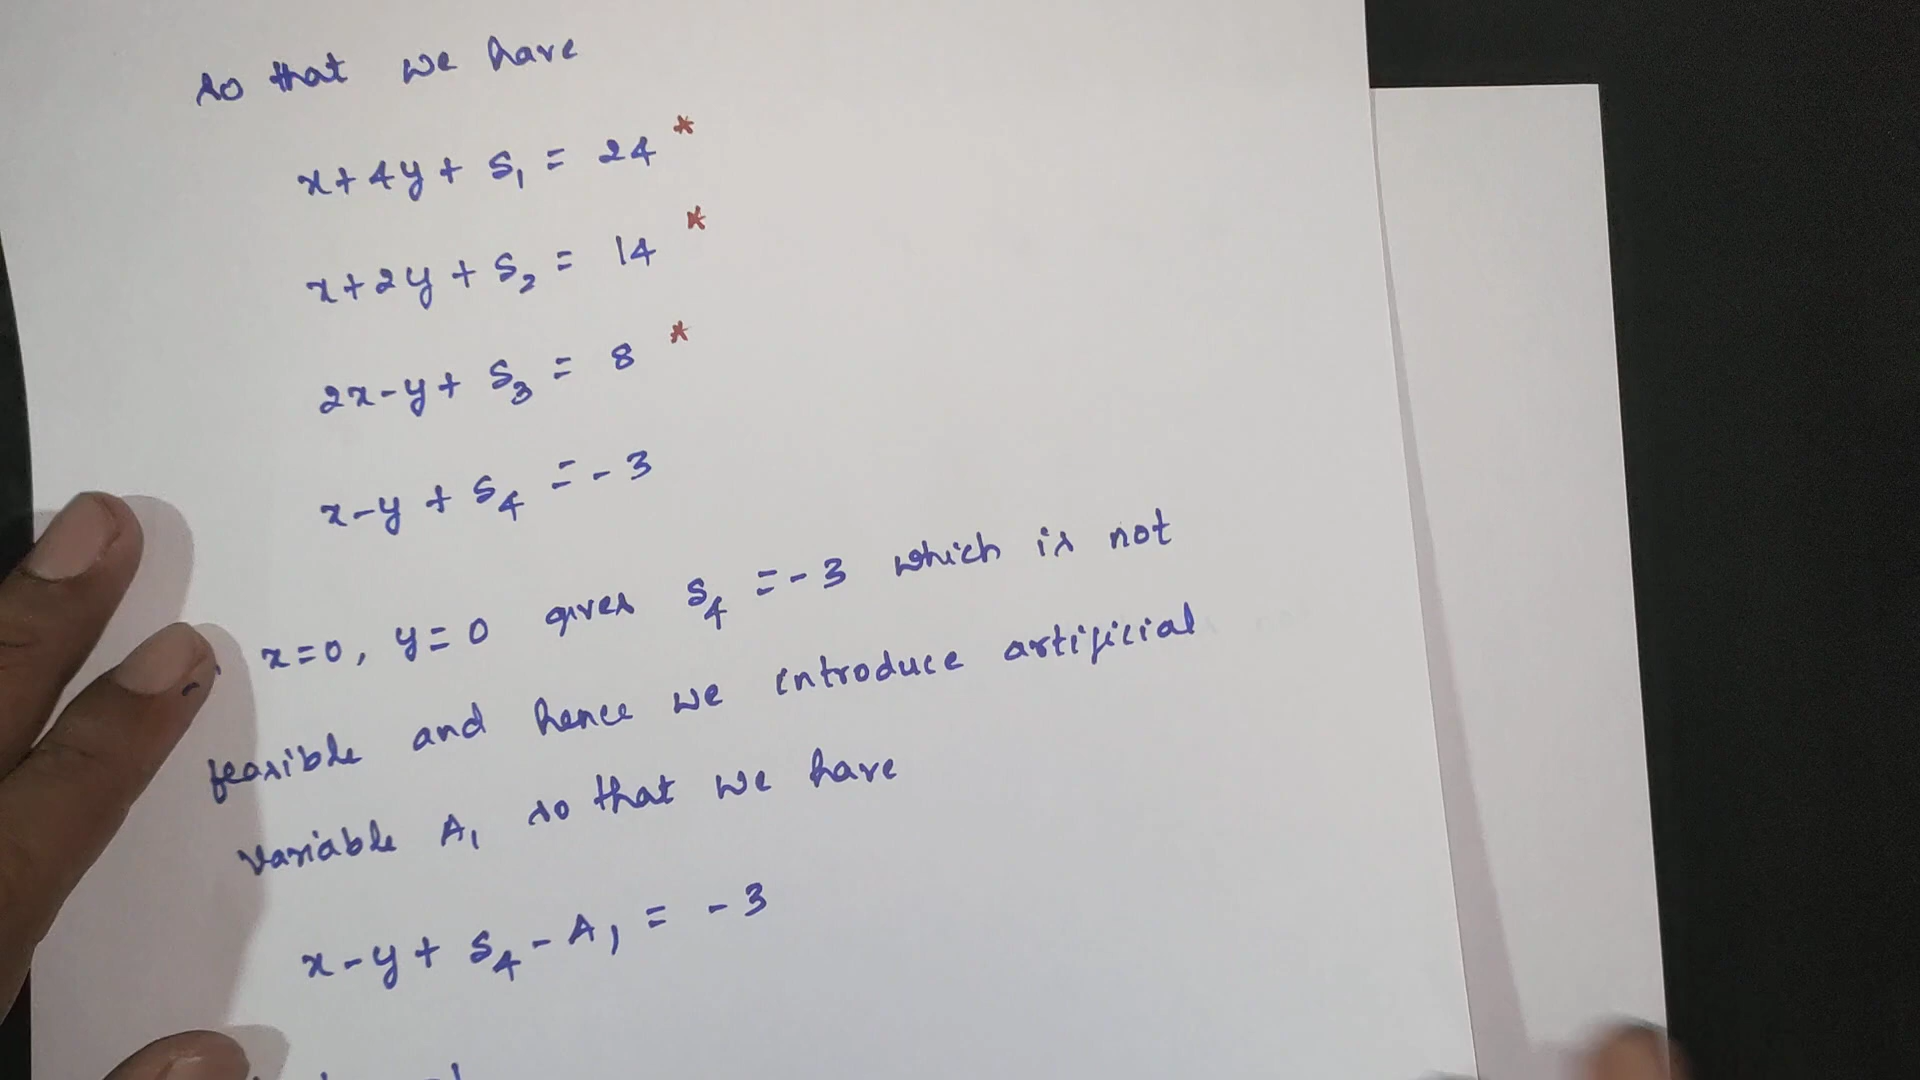 so that we have
x + 4y + S₁ = 24 *
x + 2y + S₂ = 14 *
2x - y + S₃ = 8 *
x - y + S₄ = -3
x = 0, y = 0 gives S₄ = -3 which is not
feasible and hence we introduce artificial
variable A₁ so that we have
x - y + S₄ - A₁ = -3